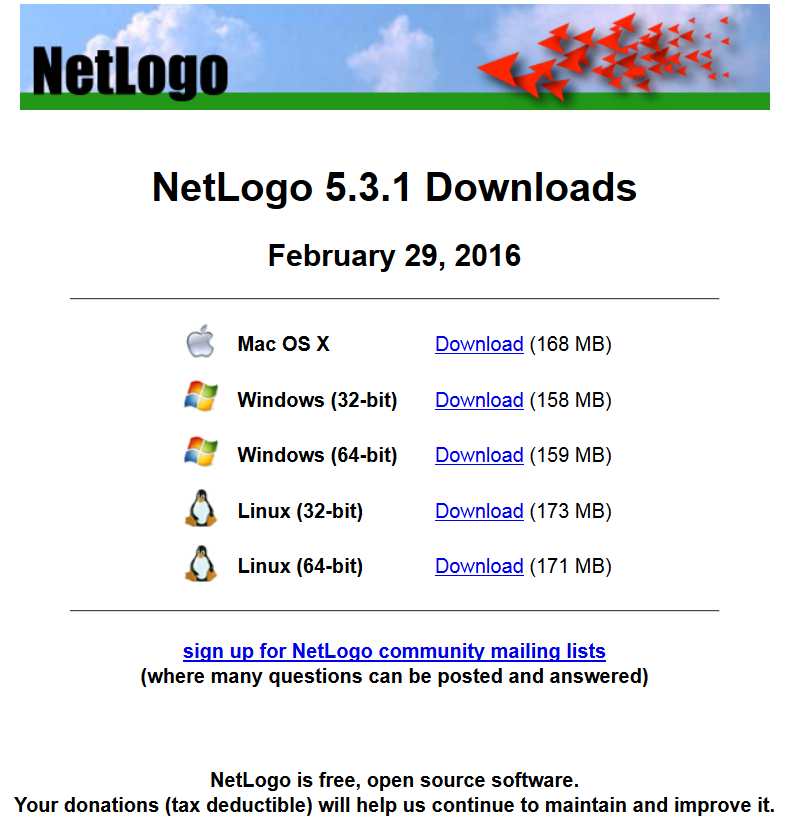 NetLogo
NetLogo 5.3.1 Downloads
February 29, 2016
Mac OS X Download (168 MB)
Windows (32-bit) Download (158 MB)
Windows (64-bit) Download (159 MB)
Linux (32-bit) Download (173 MB)
Linux (64-bit) Download (171 MB)
sign up for NetLogo community mailing lists
(where many questions can be posted and answered)
NetLogo is free, open source software.
Your donations (tax deductible) will help us continue to maintain and improve it.